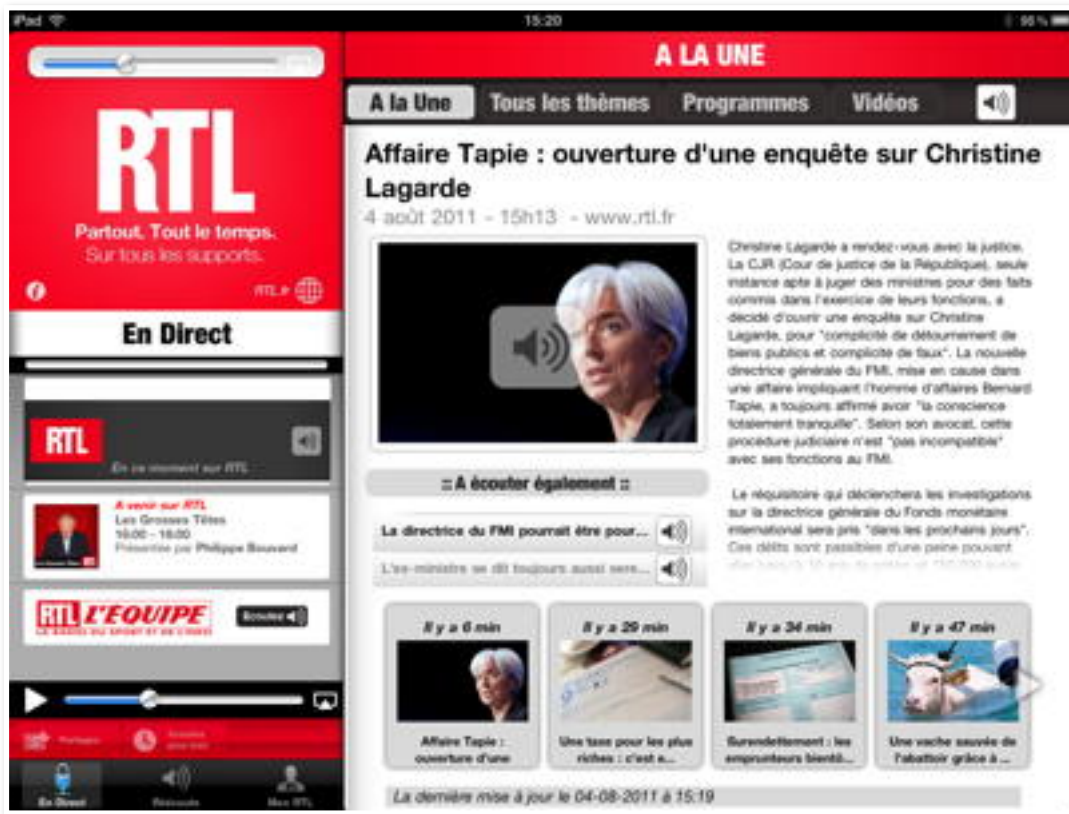 iPad
15:20
96 %
RTL
Partout. Tout le temps.
Sur tous les supports.
RTL.fr
En Direct
RTL
En ce moment sur RTL
A venir sur RTL
Les Grosses Têtes
16:00 - 18:00
Présentée par Philippe Bouvard
RTL L'EQUIPE
Ecoutez
Partager
En Direct
Réécoute
Mon RTL
A LA UNE
A la Une
Tous les thèmes
Programmes
Vidéos
Affaire Tapie : ouverture d'une enquête sur Christine
Lagarde
4 août 2011 - 15h13 - www.rtl.fr
Christine Lagarde a rendez-vous avec la justice.
La CJR (Cour de justice de la République), seule
instance apte à juger des ministres pour des faits
commis dans l'exercice de leurs fonctions, a
décidé d'ouvrir une enquête sur Christine
Lagarde, pour "complicité de détournement de
biens publics et complicité de faux". La nouvelle
directrice générale du FMI, mise en cause dans
une affaire impliquant l'homme d'affaires Bernard
Tapie, a toujours affirmé avoir "la conscience
totalement tranquille". Selon son avocat, cette
procédure judiciaire n'est "pas incompatible"
avec ses fonctions au FMI.
Le réquisitoire qui déclenchera les investigations
sur la directrice générale du Fonds monétaire
international sera pris "dans les prochains jours".
Ces délits sont passibles d'une peine pouvant
:: A écouter également ::
La directrice du FMI pourrait être pour...
L'ex-ministre se dit toujours aussi sere...
Il y a 6 min
Affaire Tapie :
ouverture d'une
Il y a 29 min
Une taxe pour les plus
riches : c'est e...
Il y a 34 min
Surendettement : les
emprunteurs bientô...
Il y a 47 min
Une vache sauvée de
l'abattoir grâce à ...
La dernière mise à jour le 04-08-2011 à 15:19